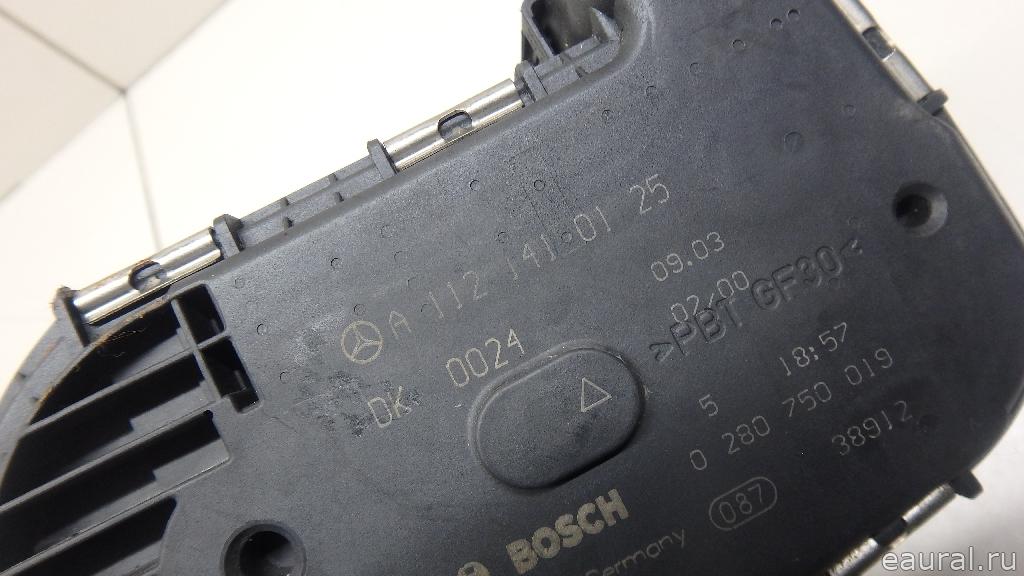 A 112 141 01 25
09.03
02.00
DK 0024
>PBT GF30<
18:57
5
0 280 750 019
38912
087
BOSCH
Germany
eaural.ru